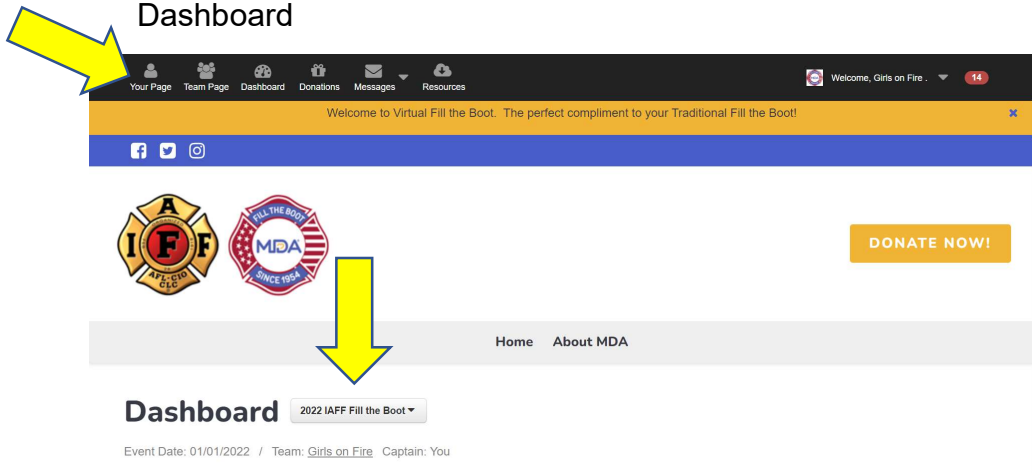 Dashboard
Your Page Team Page Dashboard Donations Messages Resources
Welcome, Girls on Fire . 14
Welcome to Virtual Fill the Boot. The perfect compliment to your Traditional Fill the Boot!
I A F F
AFL-CIO
CLC
FILL THE BOOT
MDA
SINCE 1954
DONATE NOW!
Home About MDA
Dashboard 2022 IAFF Fill the Boot
Event Date: 01/01/2022 / Team: Girls on Fire Captain: You